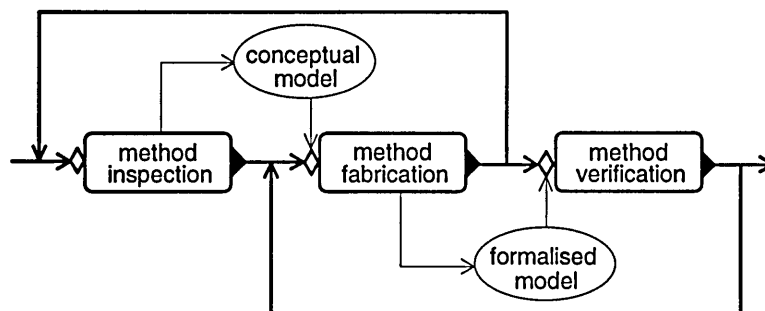 conceptual
model
method
inspection
method
fabrication
method
verification
formalised
model